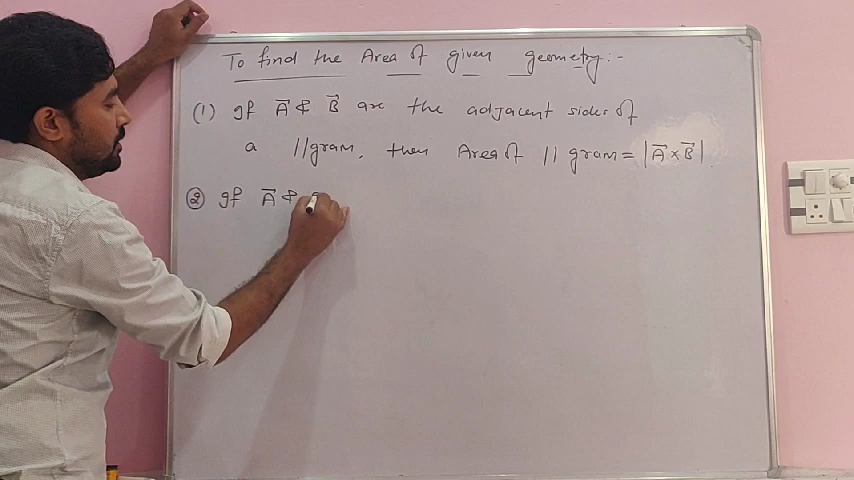 To find the Area of given geometry:-
(1) If A⃗ & B⃗ are the adjacent sides of
a //gram, then Area of // gram = |A⃗ × B⃗|
② If A⃗ &